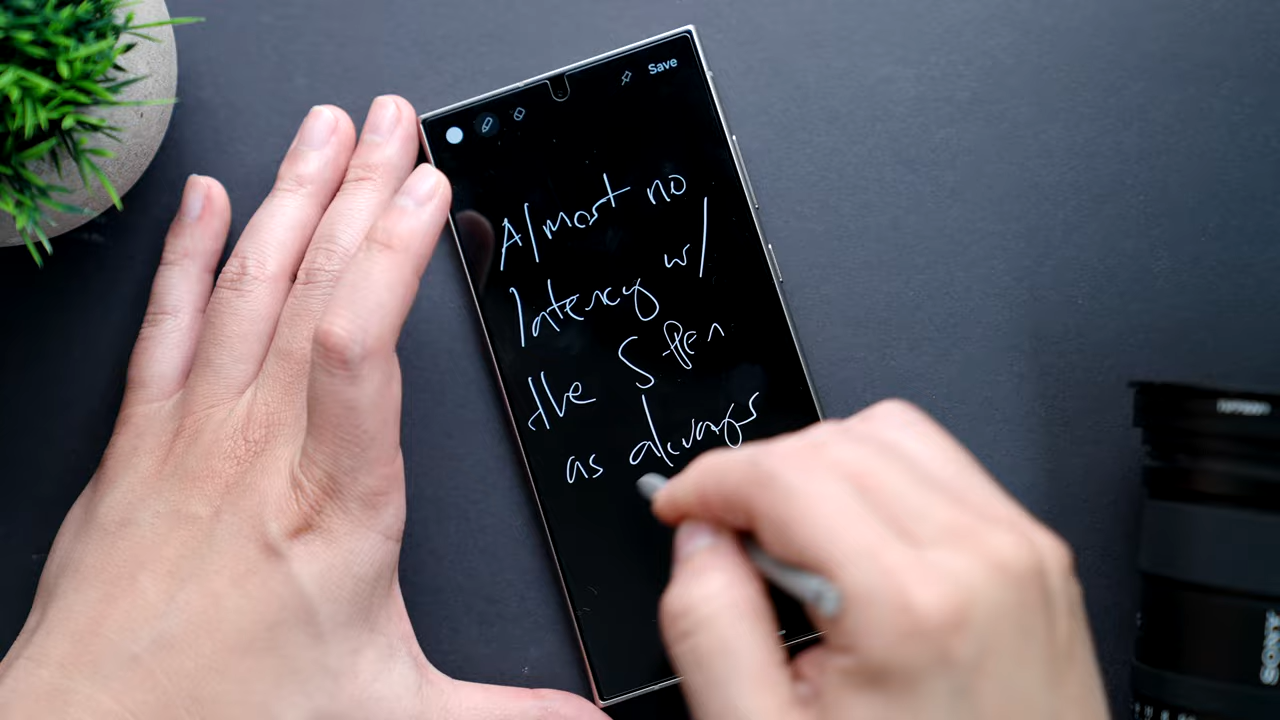 Save
Almost no
latency w/
the S Pen
as always
SONY